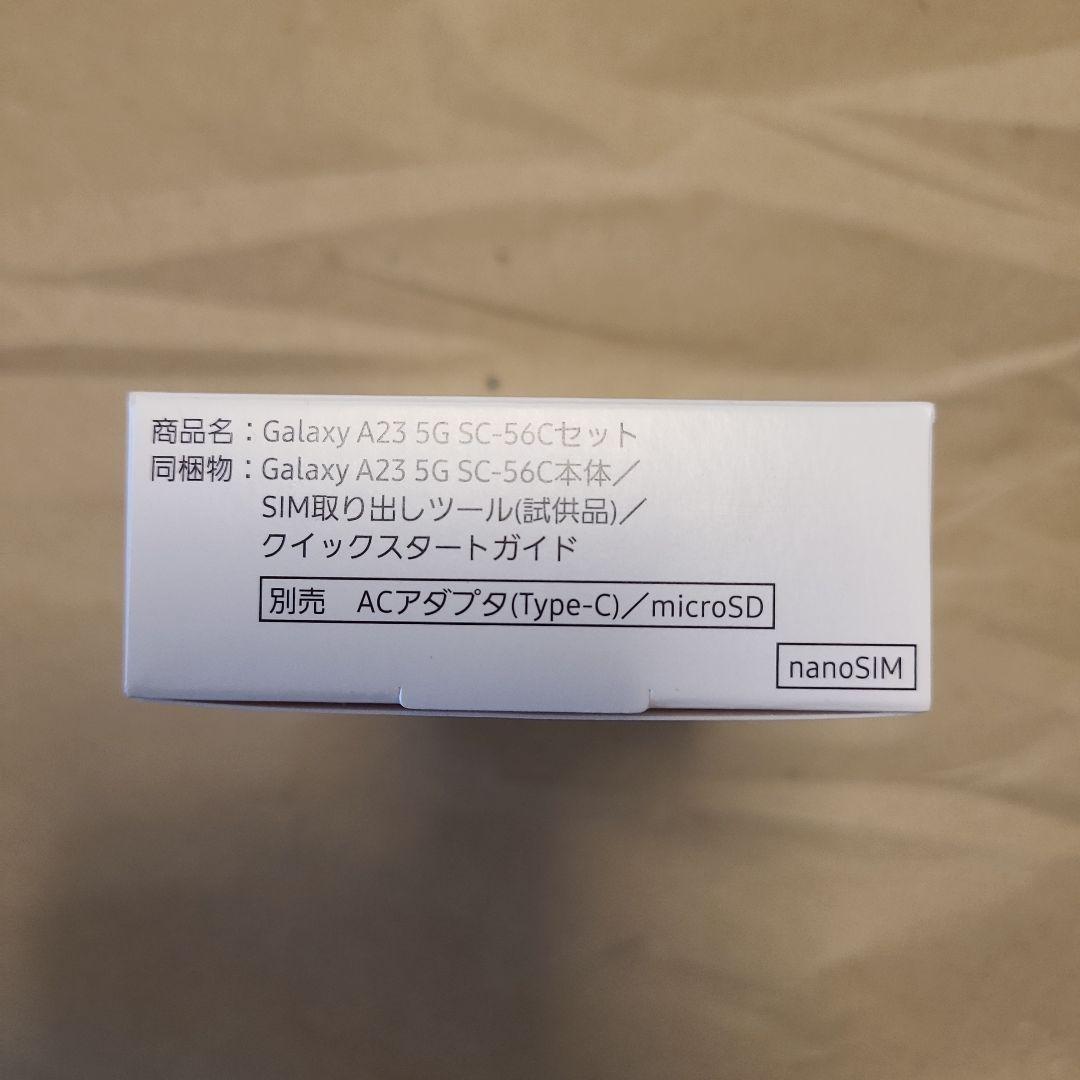 商品名：Galaxy A23 5G SC-56Cセット
同梱物：Galaxy A23 5G SC-56C本体／
SIM取り出しツール(試供品)／
クイックスタートガイド
別売　ACアダプタ(Type-C)／microSD
nanoSIM